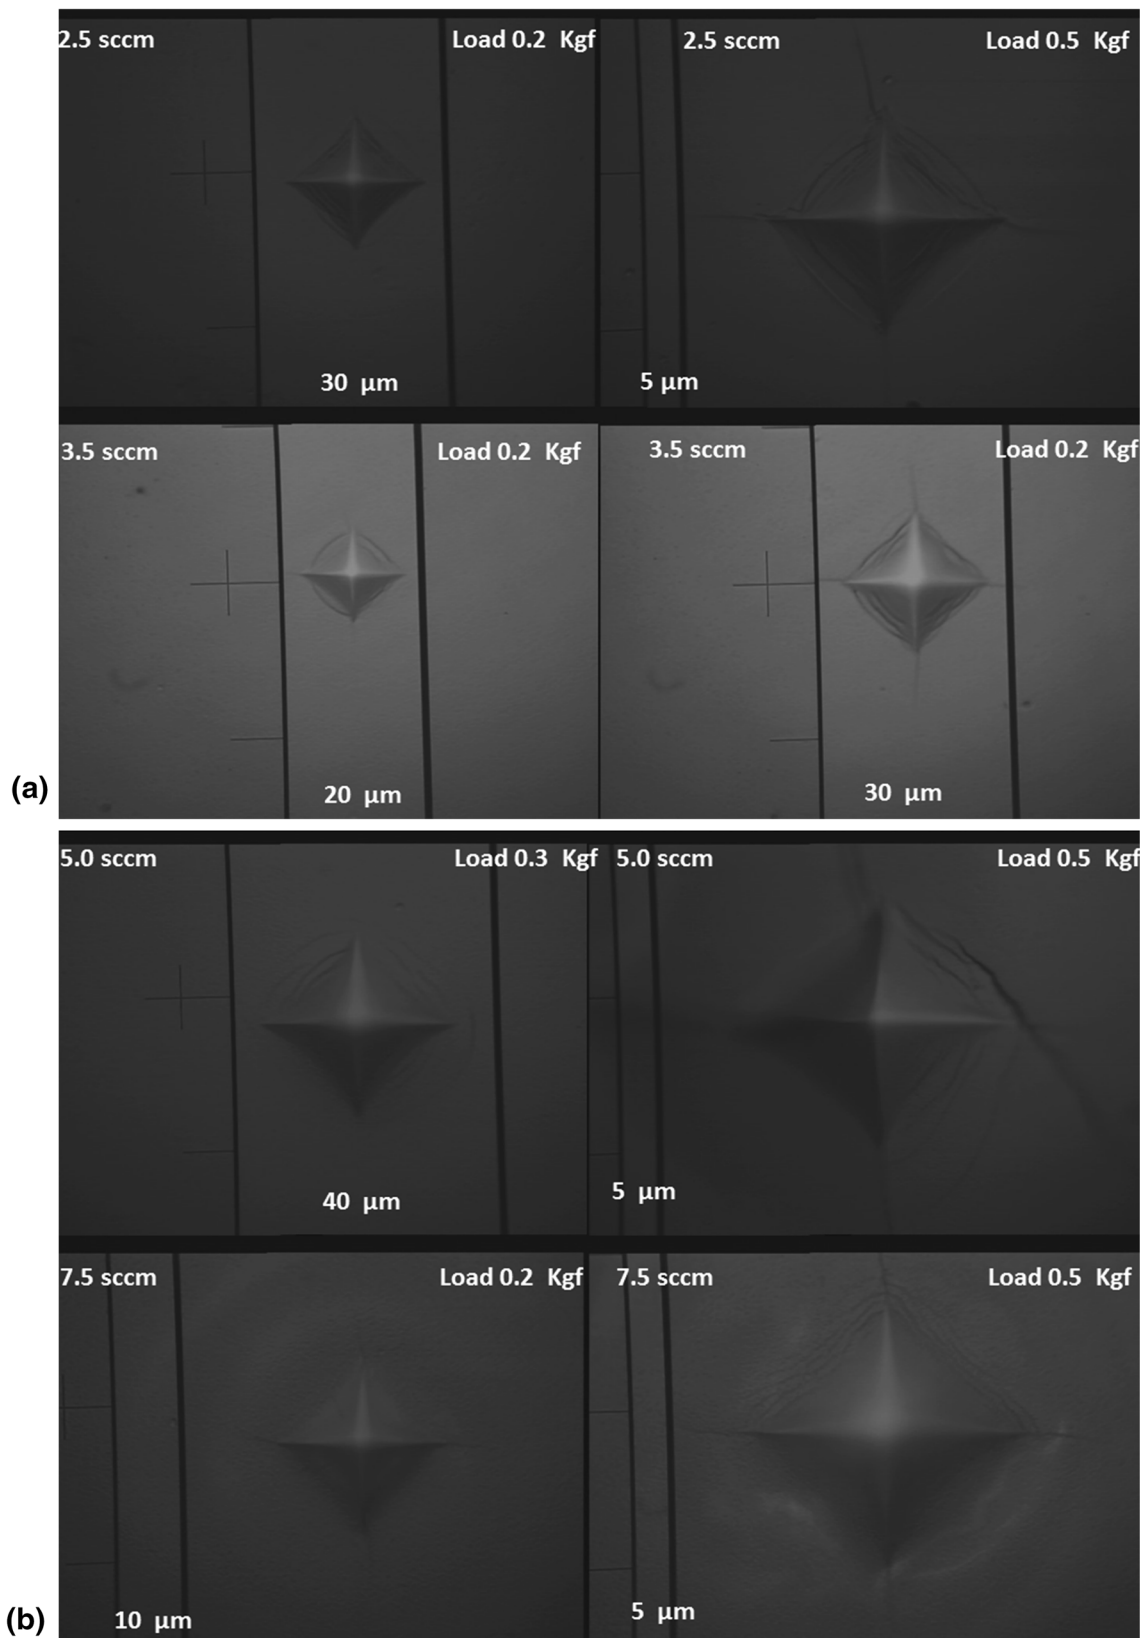 2.5 sccm Load 0.2 Kgf
2.5 sccm Load 0.5 Kgf
30 μm
5 μm
3.5 sccm Load 0.2 Kgf
3.5 sccm Load 0.2 Kgf
20 μm
30 μm
(a)
5.0 sccm Load 0.3 Kgf
5.0 sccm Load 0.5 Kgf
40 μm
5 μm
7.5 sccm Load 0.2 Kgf
7.5 sccm Load 0.5 Kgf
10 μm
5 μm
(b)